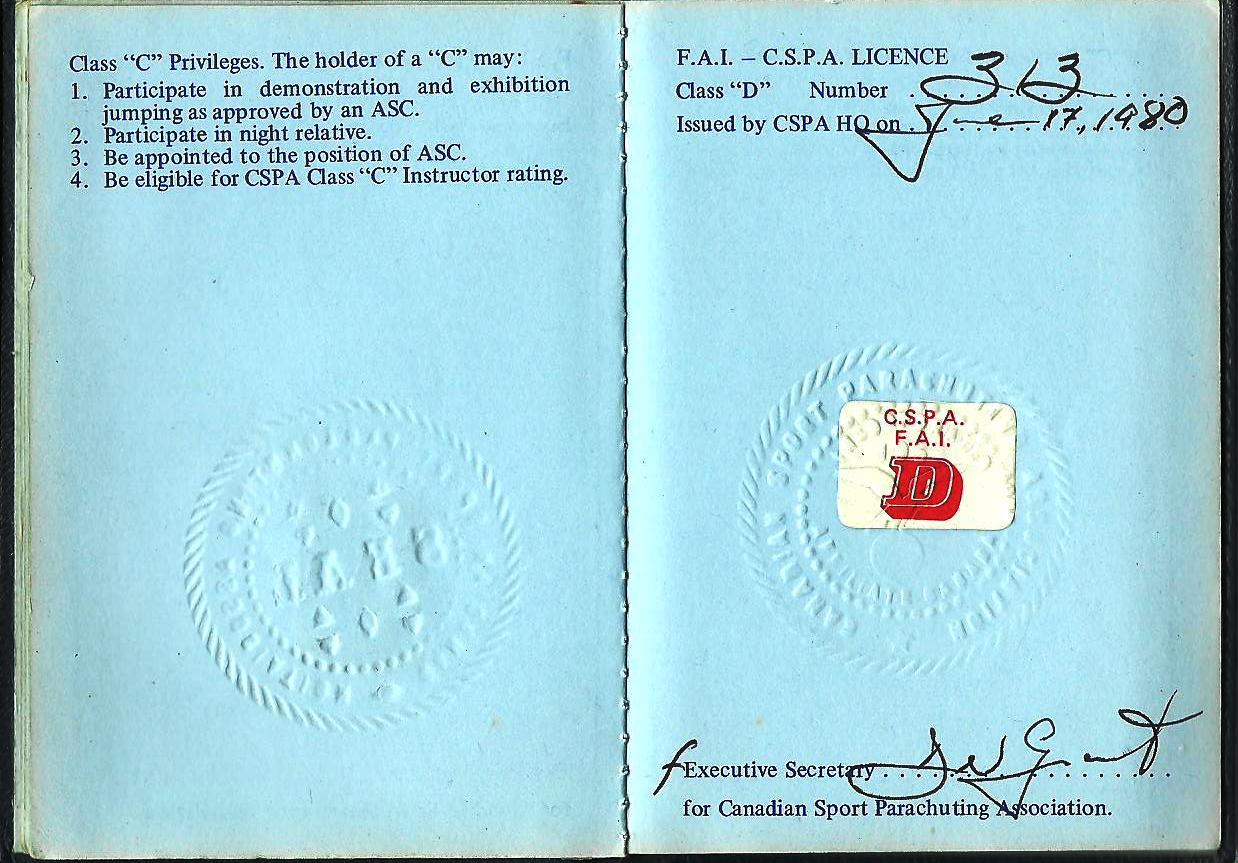 Class “C” Privileges. The holder of a “C” may:
1. Participate in demonstration and exhibition
jumping as approved by an ASC.
2. Participate in night relative.
3. Be appointed to the position of ASC.
4. Be eligible for CSPA Class “C” Instructor rating.
F.A.I. – C.S.P.A. LICENCE
Class “D” Number 313
Issued by CSPA HQ on June 17, 1980
SPORT PARACHUTING
C.S.P.A.
F.A.I.
D
f Executive Secretary
for Canadian Sport Parachuting Association.